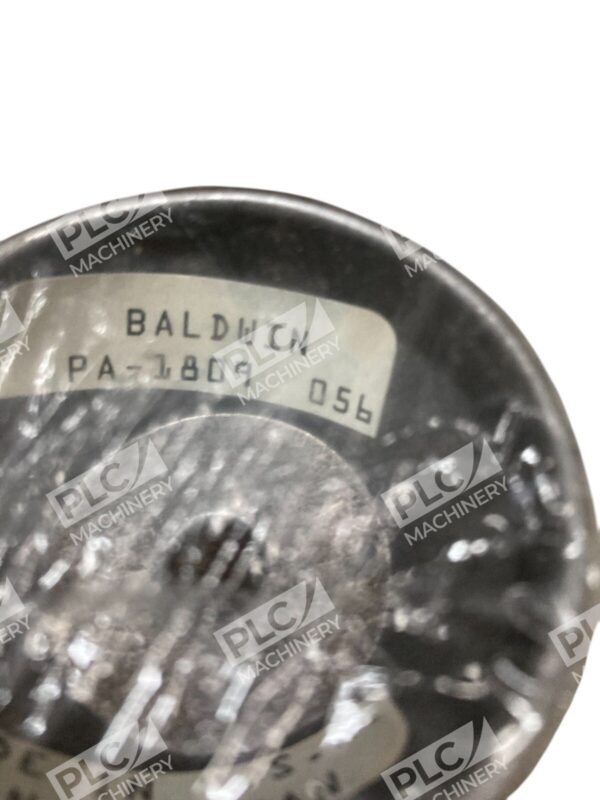 BALDWIN
PA-1809 056
PLC MACHINERY